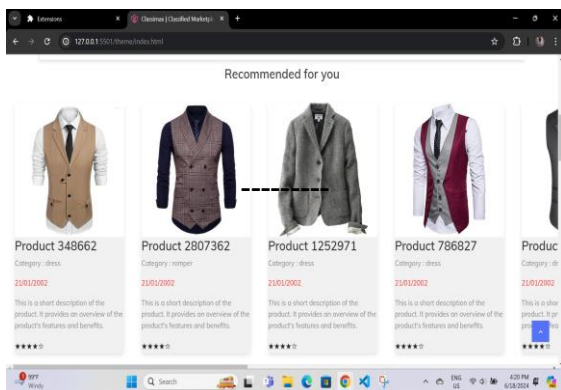 Extensions
Classimax | Classified Marketpl
127.0.0.1:5501/theme/index.html
Recommended for you
Product 348662
Category : dress
21/01/2002
This is a short description of the
product. It provides an overview of the
product's features and benefits.
★★★★☆
Product 2807362
Category : romper
21/01/2002
This is a short description of the
product. It provides an overview of the
product's features and benefits.
★★★★☆
Product 1252971
Category : dress
21/01/2002
This is a short description of the
product. It provides an overview of the
product's features and benefits.
★★★★☆
Product 786827
Category : dress
21/01/2002
This is a short description of the
product. It provides an overview of the
product's features and benefits.
★★★★☆
Produc
Category : dr
21/01/2002
This is a shor
product. It pr
product's fea
★★★★☆
99°F
Windy
Search
ENG
US
4:20 PM
6/18/2024